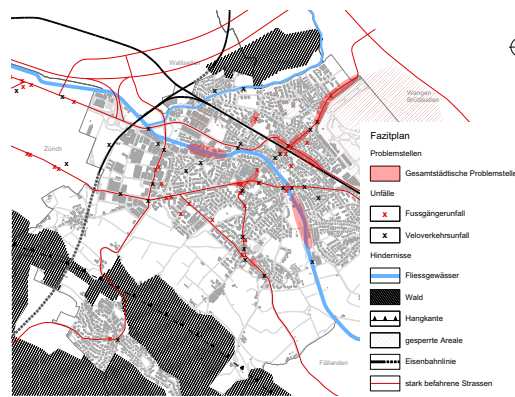 Wallisellen
Wangen-
Brüttisellen
Zürich
Fällanden
Fazitplan
Problemstellen
Gesamtstädtische Problemstelle
Unfälle
Fussgängerunfall
Veloverkehrsunfall
Hindernisse
Fliessgewässer
Wald
Hangkante
gesperrte Areale
Eisenbahnlinie
stark befahrene Strassen